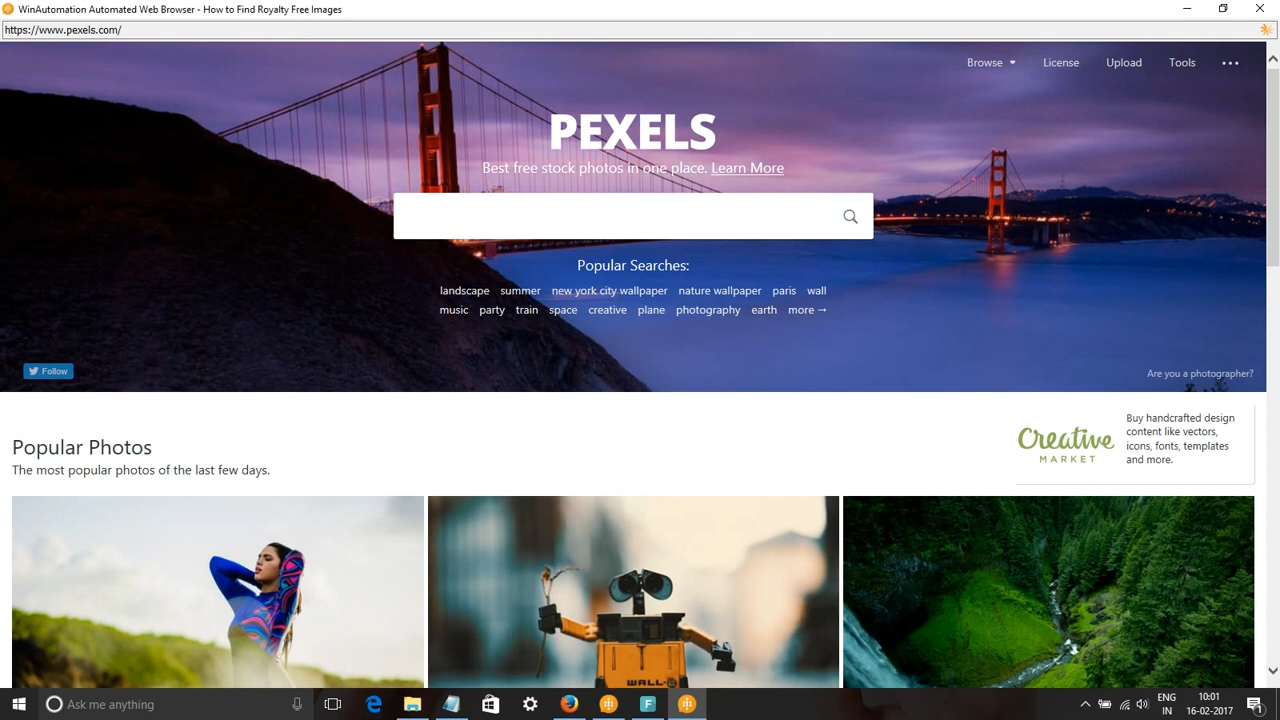 WinAutomation Automated Web Browser - How to Find Royalty Free Images
https://www.pexels.com/
Browse License Upload Tools
PEXELS
Best free stock photos in one place. Learn More
Popular Searches:
landscape summer new york city wallpaper nature wallpaper paris wall
music party train space creative plane photography earth more →
Follow
Are you a photographer?
Creative
MARKET
Buy handcrafted design
content like vectors,
icons, fonts, templates
and more.
Popular Photos
The most popular photos of the last few days.
WALL-E
Ask me anything
F
ENG
IN
10:01
16-02-2017
1